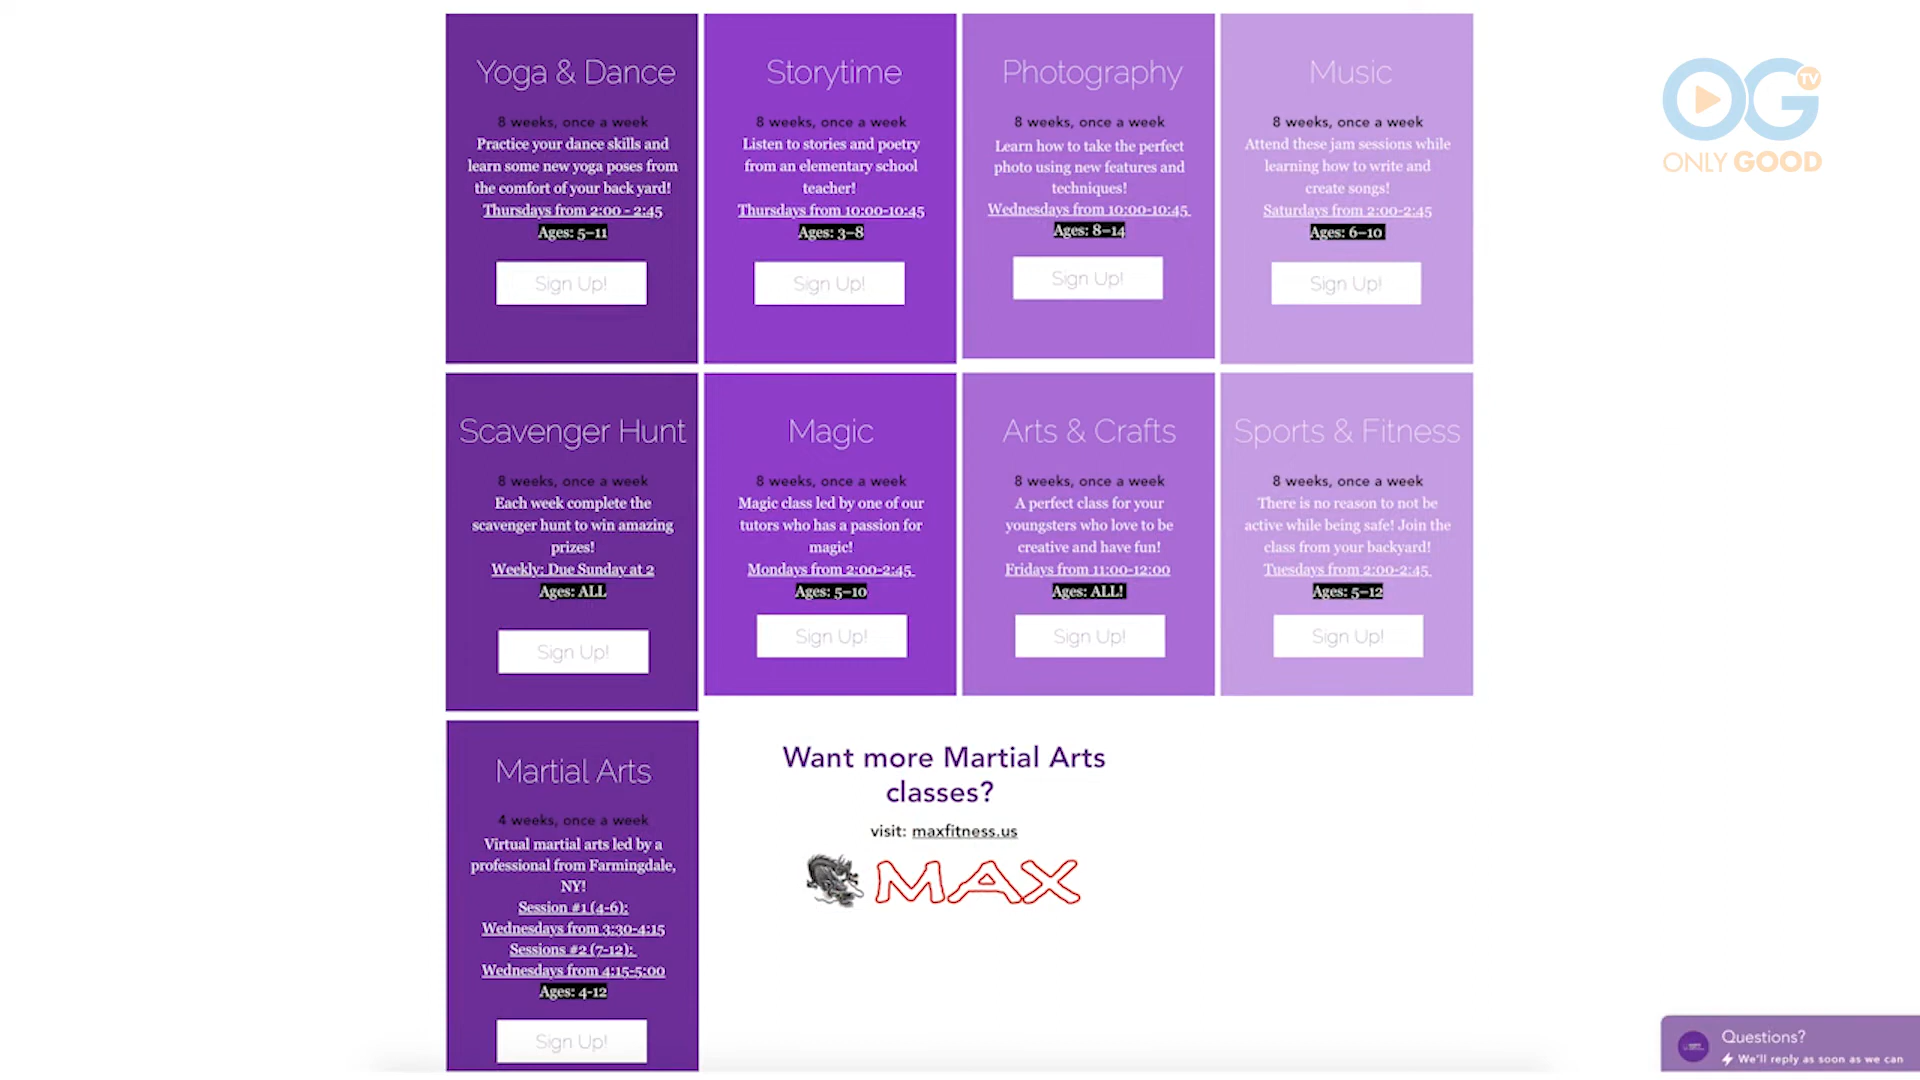 Yoga & Dance
8 weeks, once a week
Practice your dance skills and
learn some new yoga poses from
the comfort of your back yard!
Thursdays from 2:00 - 2:45
Ages: 5–11
Sign Up!
Storytime
8 weeks, once a week
Listen to stories and poetry
from an elementary school
teacher!
Thursdays from 10:00-10:45
Ages: 3–8
Sign Up!
Photography
8 weeks, once a week
Learn how to take the perfect
photo using new features and
techniques!
Wednesdays from 10:00-10:45
Ages: 8–14
Sign Up!
Music
8 weeks, once a week
Attend these jam sessions while
learning how to write and
create songs!
Saturdays from 2:00-2:45
Ages: 6–10
Sign Up!
OG TV
ONLY GOOD
Scavenger Hunt
8 weeks, once a week
Each week complete the
scavenger hunt to win amazing
prizes!
Weekly: Due Sunday at 2
Ages: ALL
Sign Up!
Magic
8 weeks, once a week
Magic class led by one of our
tutors who has a passion for
magic!
Mondays from 2:00-2:45
Ages: 5–10
Sign Up!
Arts & Crafts
8 weeks, once a week
A perfect class for your
youngsters who love to be
creative and have fun!
Fridays from 11:00-12:00
Ages: ALL!
Sign Up!
Sports & Fitness
8 weeks, once a week
There is no reason to not be
active while being safe! Join the
class from your backyard!
Tuesdays from 2:00-2:45
Ages: 5–12
Sign Up!
Martial Arts
4 weeks, once a week
Virtual martial arts led by a
professional from Farmingdale,
NY!
Session #1 (4-6):
Wednesdays from 3:30-4:15
Sessions #2 (7-12):
Wednesdays from 4:15-5:00
Ages: 4-12
Sign Up!
Want more Martial Arts
classes?
visit: maxfitness.us
MAX
Questions?
We'll reply as soon as we can